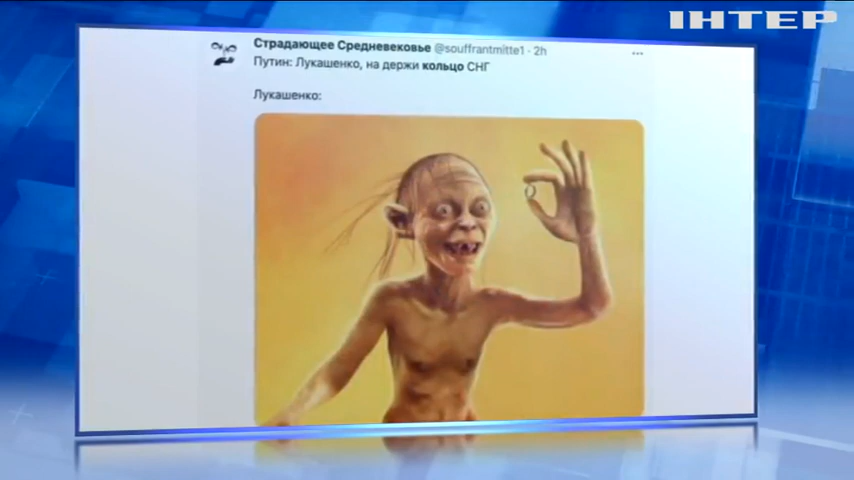 ІНТЕР
Страдающее Средневековье @souffrantmitte1 · 2h
Путин: Лукашенко, на держи кольцо СНГ
Лукашенко: